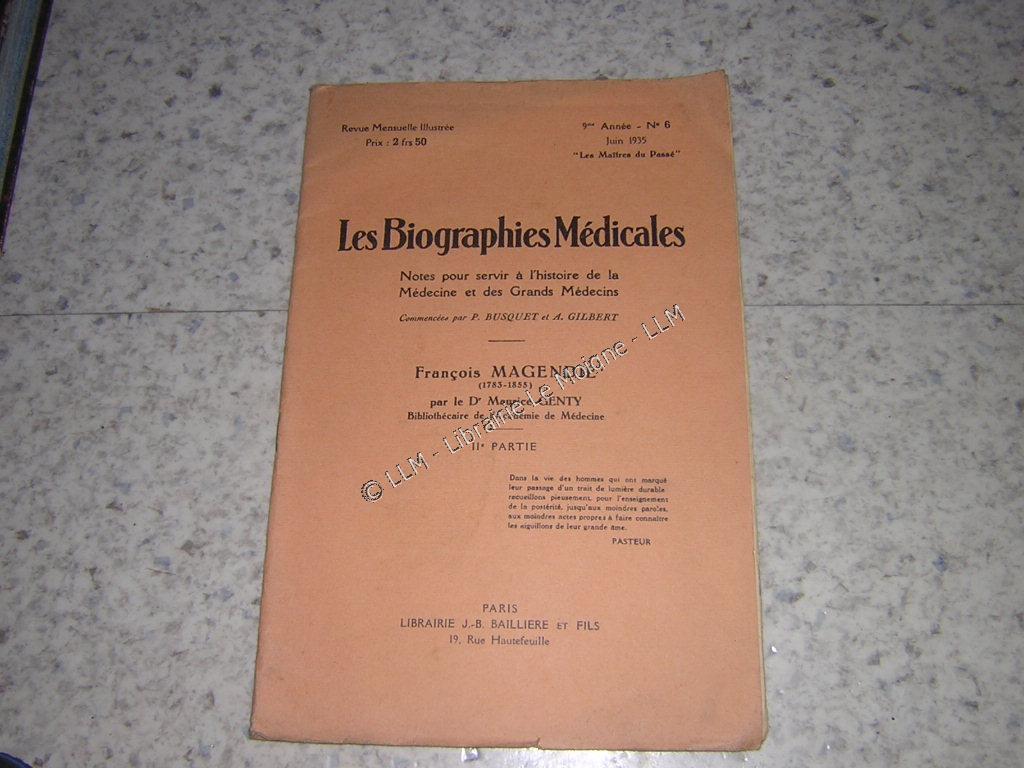 Revue Mensuelle Illustrée
Prix : 2 frs 50
9me Année - N° 6
Juin 1935
"Les Maîtres du Passé"
Les Biographies Médicales
Notes pour servir à l'histoire de la
Médecine et des Grands Médecins
Commencées par P. BUSQUET et A. GILBERT
François MAGENDIE
(1783-1855)
par le Dr Maurice GENTY
Bibliothécaire de l'Académie de Médecine
IIe PARTIE
Dans la vie des hommes qui ont marqué
leur passage d'un trait de lumière durable
recueillons pieusement, pour l'enseignement
de la postérité, jusqu'aux moindres paroles,
aux moindres actes propres à faire connaître
les aiguillons de leur grande âme.
PASTEUR
PARIS
LIBRAIRIE J.-B. BAILLIERE ET FILS
19, Rue Hautefeuille
© LLM - Librairie Le Moigne - LLM